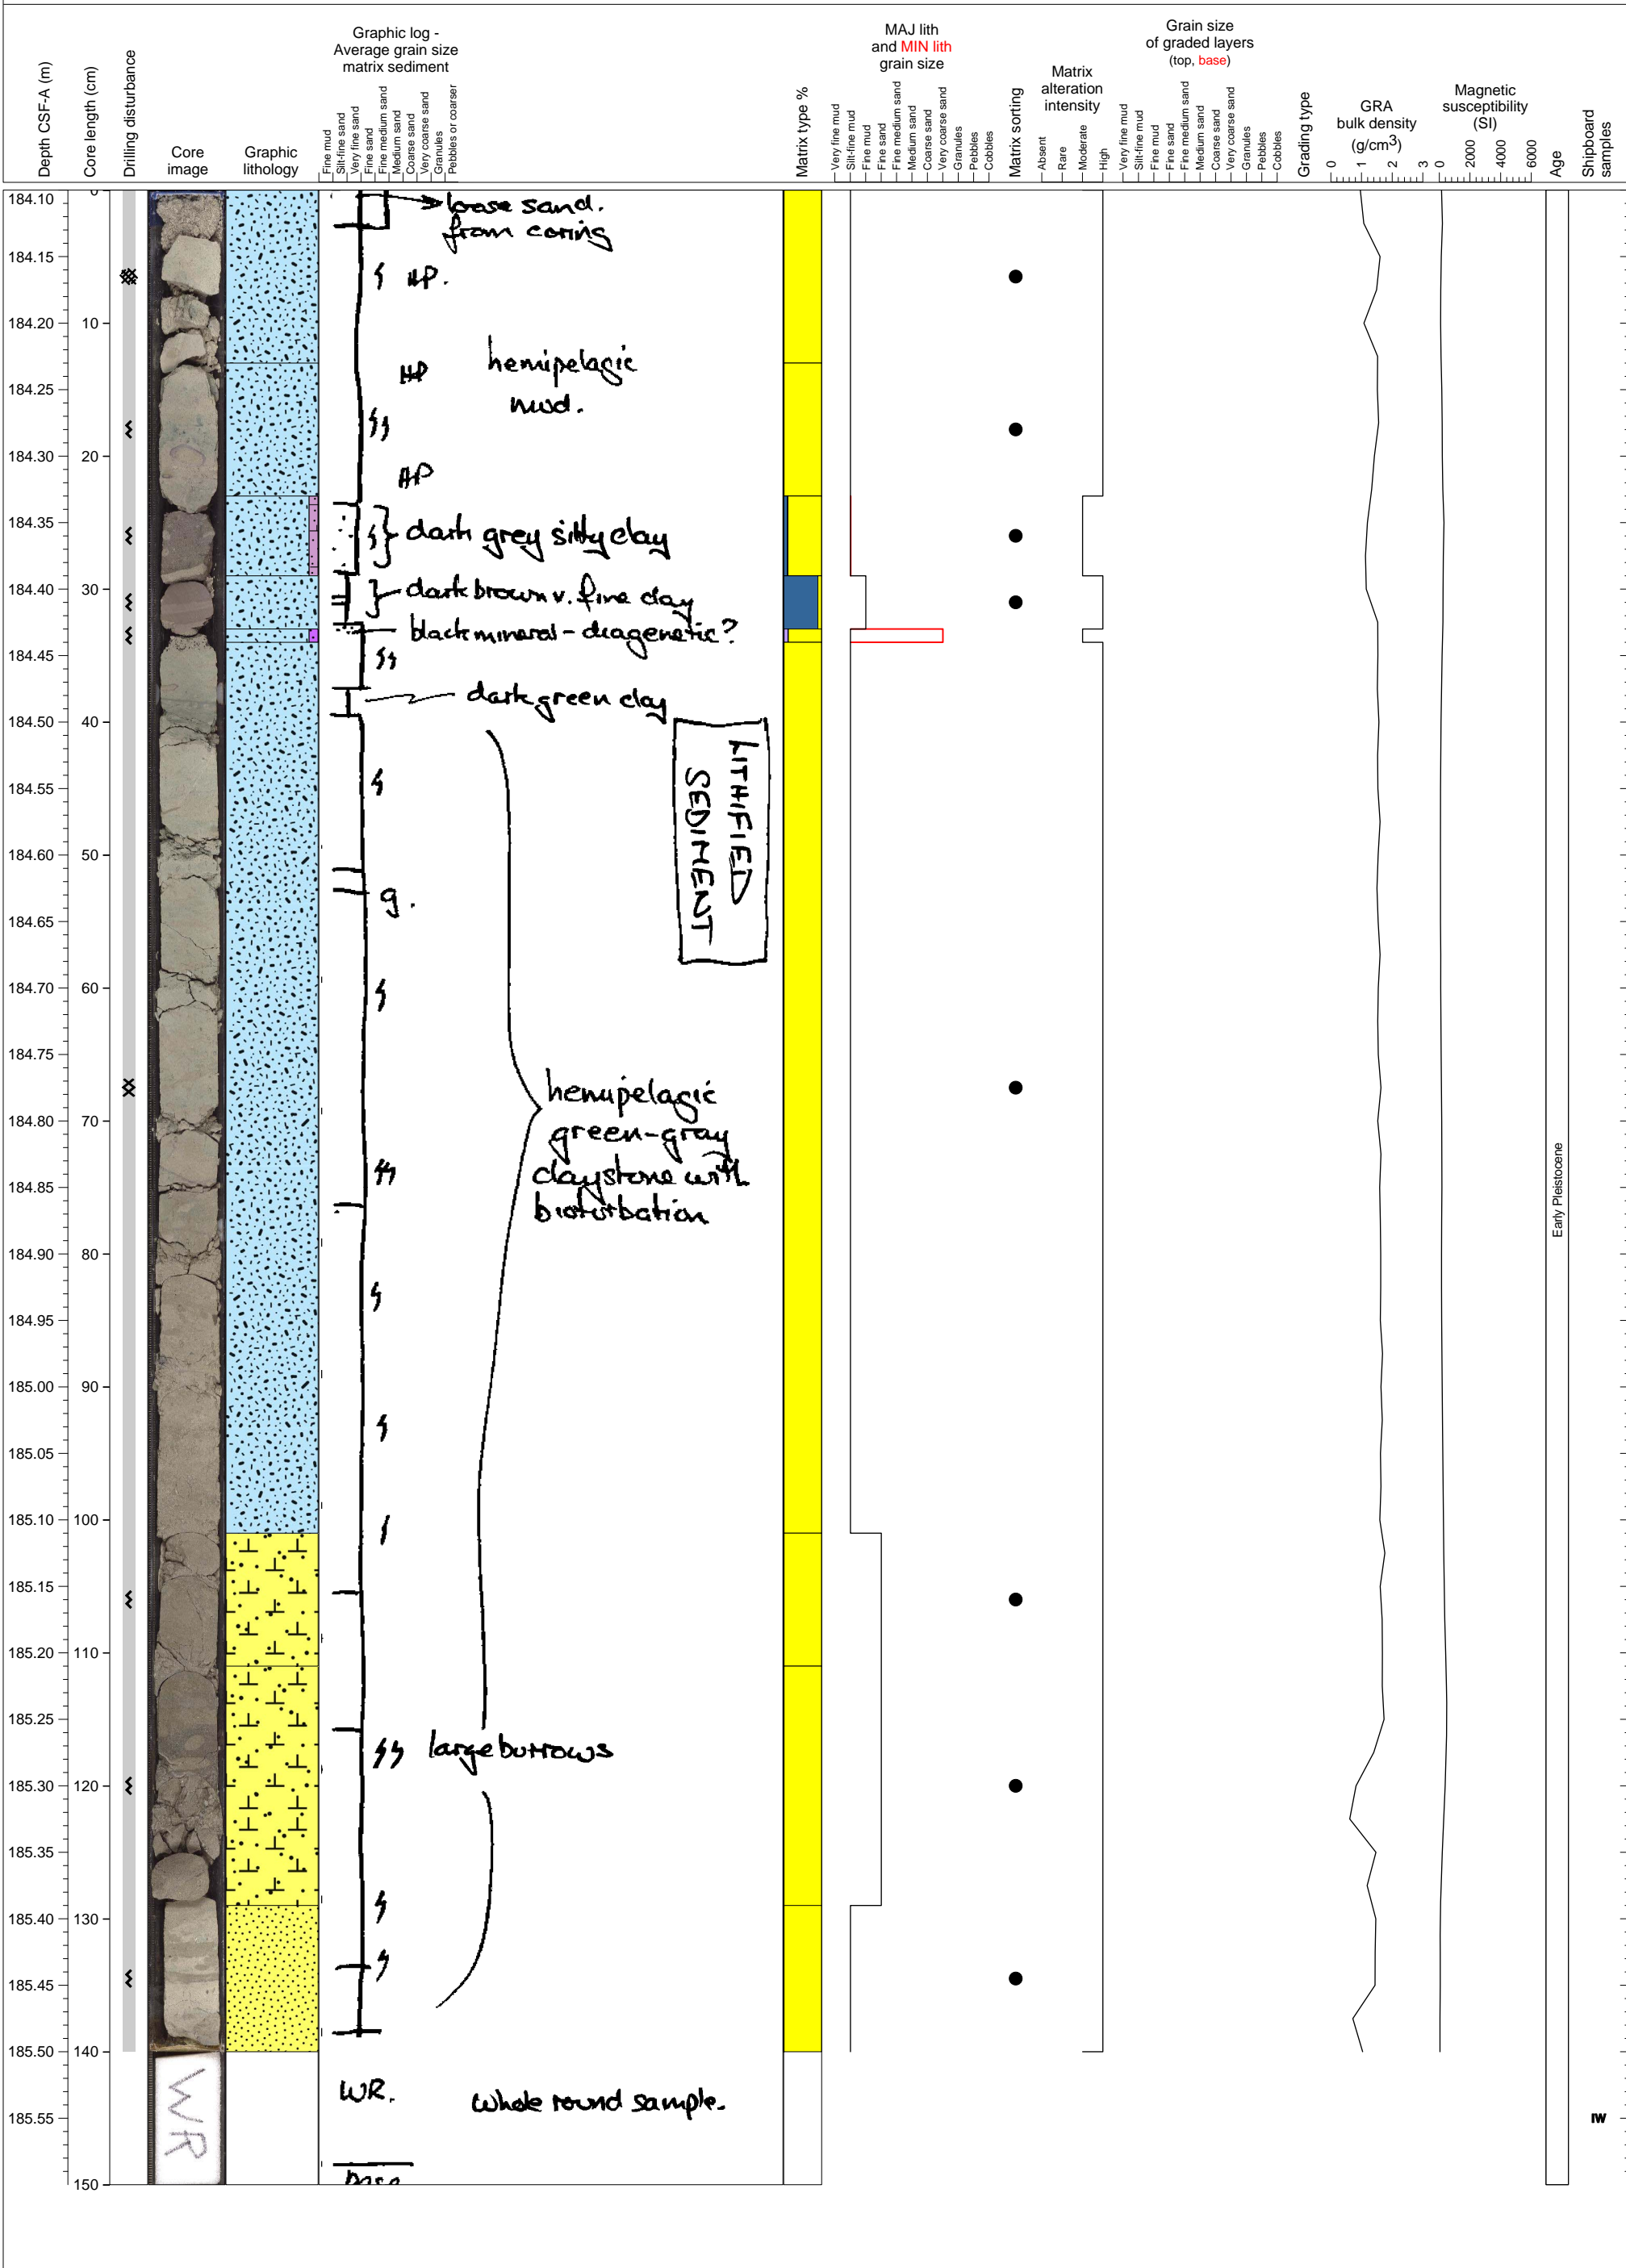 Depth CSF-A (m)
Core length (cm)
Drilling disturbance
Core
image
Graphic
lithology
Graphic log -
Average grain size
matrix sediment
Fine mud
Silt-fine sand
Very fine sand
Fine sand
Fine medium sand
Medium sand
Coarse sand
Very coarse sand
Granules
Pebbles or coarser
Matrix type %
MAJ lith
and MIN lith
grain size
Very fine mud
Silt-fine mud
Fine mud
Fine sand
Fine medium sand
Medium sand
Coarse sand
Very coarse sand
Granules
Pebbles
Cobbles
Matrix sorting
Matrix
alteration
intensity
Absent
Rare
Moderate
High
Grain size
of graded layers
(top, base)
Very fine mud
Silt-fine mud
Fine mud
Fine sand
Fine medium sand
Medium sand
Coarse sand
Very coarse sand
Granules
Pebbles
Cobbles
Grading type
GRA
bulk density
(g/cm3)
0 1 2 3
Magnetic
susceptibility
(SI)
0 2000 4000 6000
Age
Shipboard
samples
184.10 0
184.15
184.20 10
184.25
184.30 20
184.35
184.40 30
184.45
184.50 40
184.55
184.60 50
184.65
184.70 60
184.75
184.80 70
184.85
184.90 80
184.95
185.00 90
185.05
185.10 100
185.15
185.20 110
185.25
185.30 120
185.35
185.40 130
185.45
185.50 140
185.55
150
loose sand.
from coring
HP.
HP
hemipelagic
mud.
HP
dark grey silty clay
dark brown v. fine clay
black mineral - diagenetic?
dark green clay
LITHIFIED
SEDIMENT
g.
hemipelagic
green-gray
claystone with
bioturbation
large burrows
Early Pleistocene
WR
WR.
Whole round sample.
IW
base